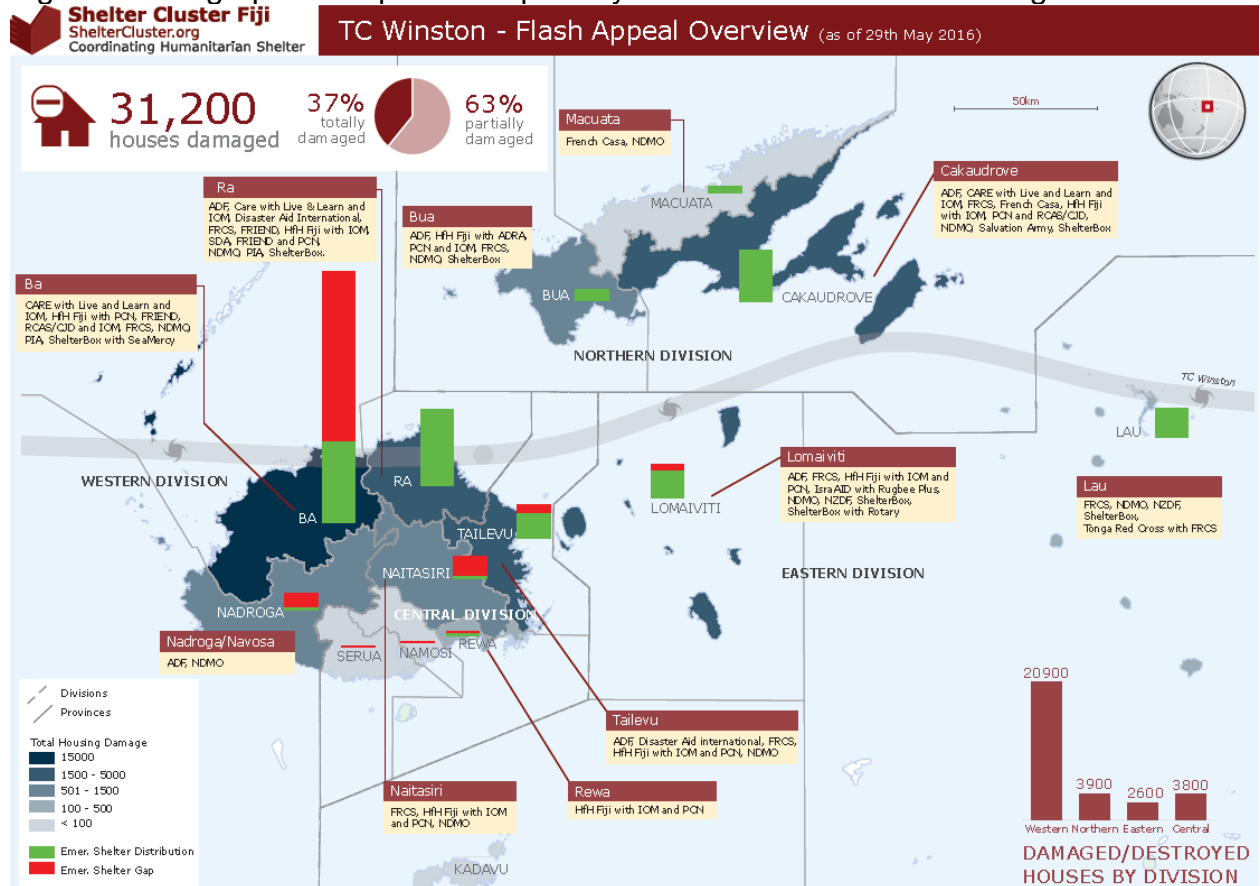 Shelter Cluster Fiji
ShelterCluster.org
Coordinating Humanitarian Shelter
TC Winston - Flash Appeal Overview (as of 29th May 2016)
31,200
houses damaged
37%
totally
damaged
63%
partially
damaged
50km
Macuata
French Casa, NDMO
Cakaudrove
ADF, CARE with Live and Learn and
IOM, FRCS, French Casa, HfH Fiji
with IOM, PCN and RCAS/CJD,
NDMO, Salvation Army, ShelterBox
Ra
ADF, Care with Live & Learn and
IOM, Disaster Aid International,
FRCS, FRIEND, HfH Fiji with IOM,
SDA, FRIEND and PCN,
NDMO, PIA, ShelterBox.
Bua
ADF, HfH Fiji with ADRA,
PCN and IOM, FRCS,
NDMO, ShelterBox
Ba
CARE with Live and Learn and
IOM, HfH Fiji with PCN, FRIEND,
RCAS/CJD and IOM, FRCS, NDMO,
PIA, ShelterBox with SeaMercy
MACUATA
BUA
CAKAUDROVE
NORTHERN DIVISION
TC Winston
LAU
WESTERN DIVISION
RA
BA
TAILEVU
LOMAIVITI
Lomaiviti
ADF, FRCS, HfH Fiji with IOM and
PCN, IsraAID with Rugbee Plus,
NDMO, NZDF, ShelterBox,
ShelterBox with Rotary
Lau
FRCS, NDMO, NZDF,
ShelterBox,
Tonga Red Cross with FRCS
NAITASIRI
EASTERN DIVISION
NADROGA
CENTRAL DIVISION
REWA
SERUA
NAMOSI
Nadroga/Navosa
ADF, NDMO
Divisions
Provinces
Total Housing Damage
15000
1500 - 5000
501 - 1500
100 - 500
< 100
Emer. Shelter Distribution
Emer. Shelter Gap
Tailevu
ADF, Disaster Aid international, FRCS,
HfH Fiji with IOM and PCN, NDMO
Naitasiri
FRCS, HfH Fiji with IOM
and PCN, NDMO
Rewa
HfH Fiji with IOM and PCN
KADAVU
20900
3900
2600
3800
Western Northern Eastern Central
DAMAGED/DESTROYED
HOUSES BY DIVISION